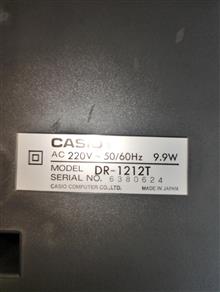 CASIO
AC 220V ~ 50/60Hz 9.9W
MODEL DR-1212T
SERIAL NO. 6380624
CASIO COMPUTER CO.,LTD. MADE IN JAPAN